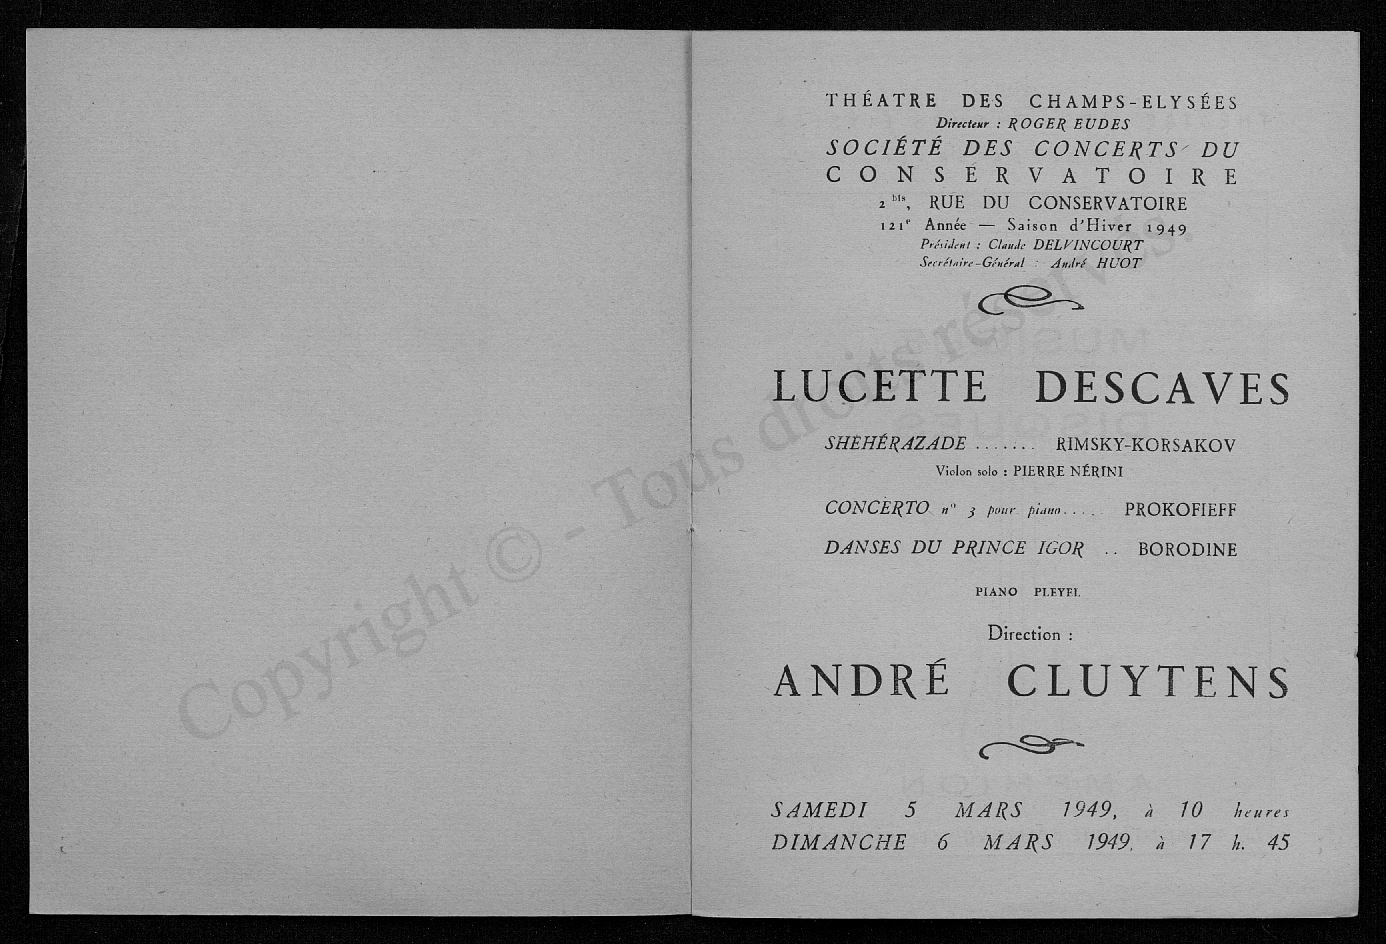 THÉATRE DES CHAMPS-ELYSÉES
Directeur : ROGER EUDES
SOCIÉTÉ DES CONCERTS DU
CONSERVATOIRE
2 bis, RUE DU CONSERVATOIRE
121e Année — Saison d'Hiver 1949
Président : Claude DELVINCOURT
Secrétaire-Général : André HUOT
LUCETTE DESCAVES
SHEHÉRAZADE ....... RIMSKY-KORSAKOV
Violon solo : PIERRE NÉRINI
CONCERTO no 3 pour piano.... PROKOFIEFF
DANSES DU PRINCE IGOR .. BORODINE
PIANO PLEYEL
Direction :
ANDRÉ CLUYTENS
SAMEDI 5 MARS 1949, à 10 heures
DIMANCHE 6 MARS 1949, à 17 h. 45
Copyright © - Tous droits réservés.